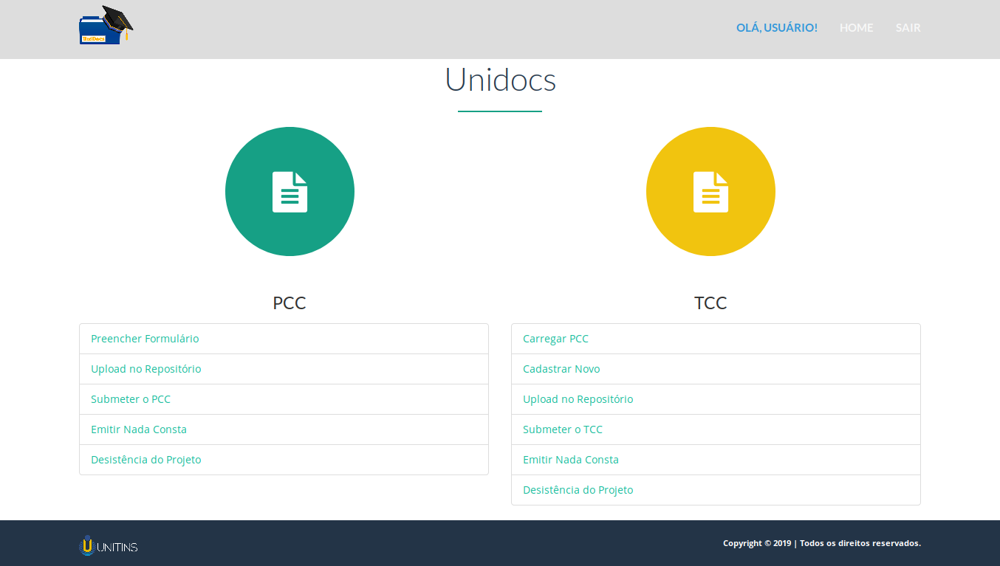 UniDocs
OLÁ, USUÁRIO! HOME SAIR
Unidocs
PCC
Preencher Formulário
Upload no Repositório
Submeter o PCC
Emitir Nada Consta
Desistência do Projeto
TCC
Carregar PCC
Cadastrar Novo
Upload no Repositório
Submeter o TCC
Emitir Nada Consta
Desistência do Projeto
UNITINS
Copyright © 2019 | Todos os direitos reservados.